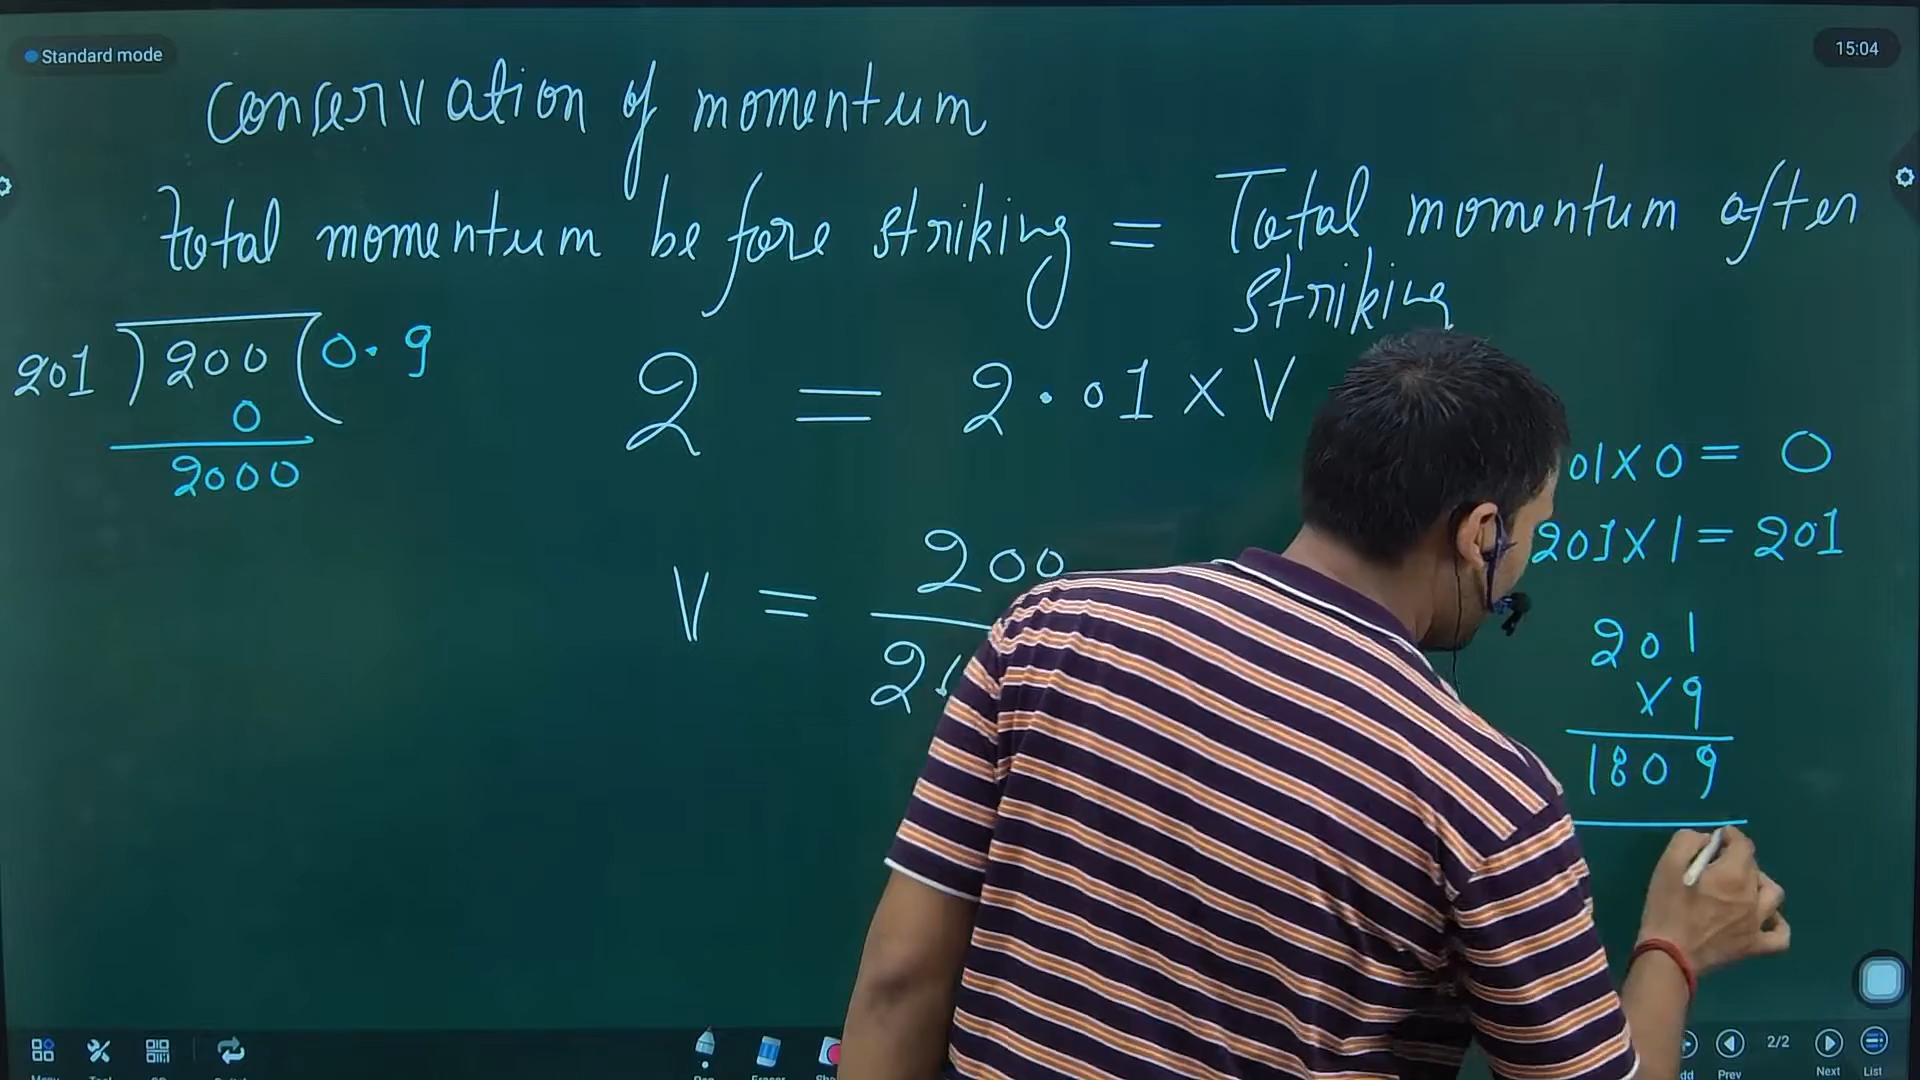 Standard mode
15:04
conservation of momentum
total momentum before striking = Total momentum after
striking
201 ) 200 ( 0.9
0
2000
2 = 2.01 X V
01 X 0 = 0
201 X 1 = 201
V = 200
201
X 9
1809
2/2
Prev
Next
List